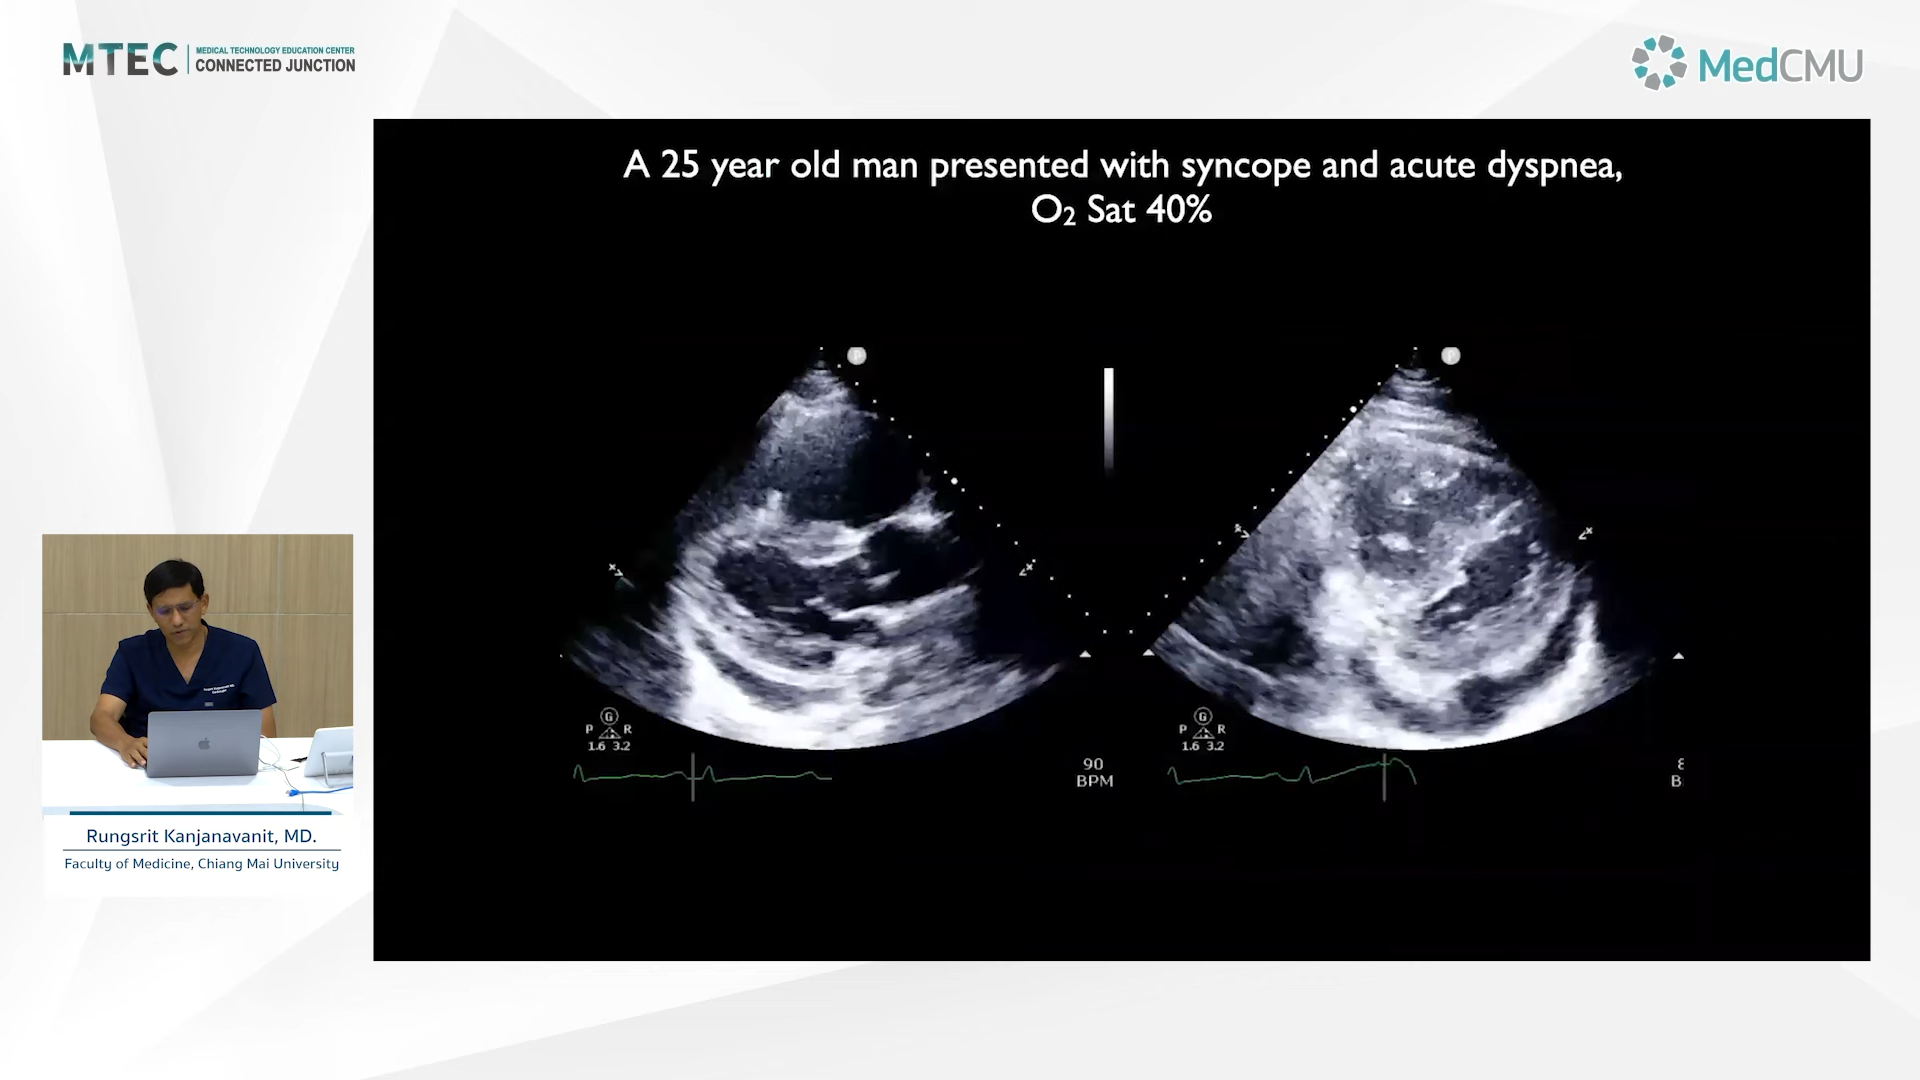 MTEC
MEDICAL TECHNOLOGY EDUCATION CENTER
CONNECTED JUNCTION
MedCMU
A 25 year old man presented with syncope and acute dyspnea,
O₂ Sat 40%
P
P
G
P R
1.6 3.2
90
BPM
G
P R
1.6 3.2
8
B
Rungsrit Kanjanavanit, MD.
Faculty of Medicine, Chiang Mai University